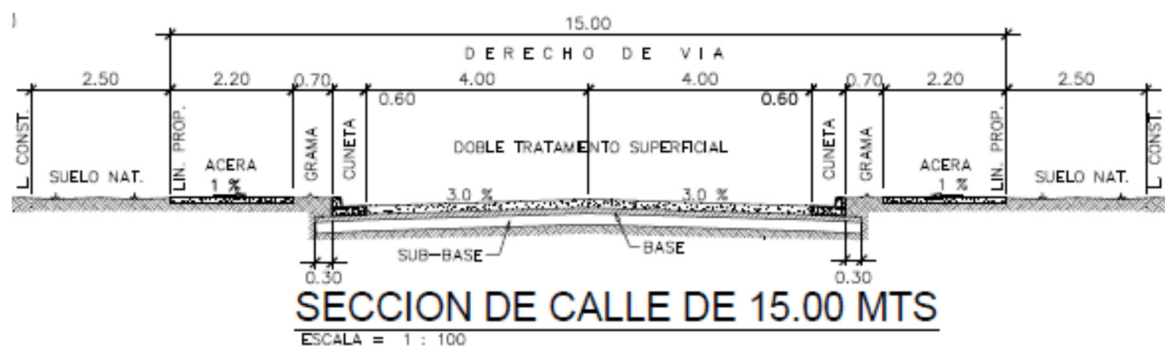 )
15.00
DERECHO DE VIA
2.50 2.20 0.70 4.00 4.00 0.70 2.20 2.50
0.60 0.60
L CONST.
LIN. PROP.
GRAMA
CUNETA
DOBLE TRATAMIENTO SUPERFICIAL
CUNETA
GRAMA
LIN. PROP.
L CONST.
SUELO NAT.
ACERA
1 %
3.0 % 3.0 %
ACERA
1 %
SUELO NAT.
SUB-BASE
BASE
0.30 0.30
SECCION DE CALLE DE 15.00 MTS
ESCALA = 1 : 100